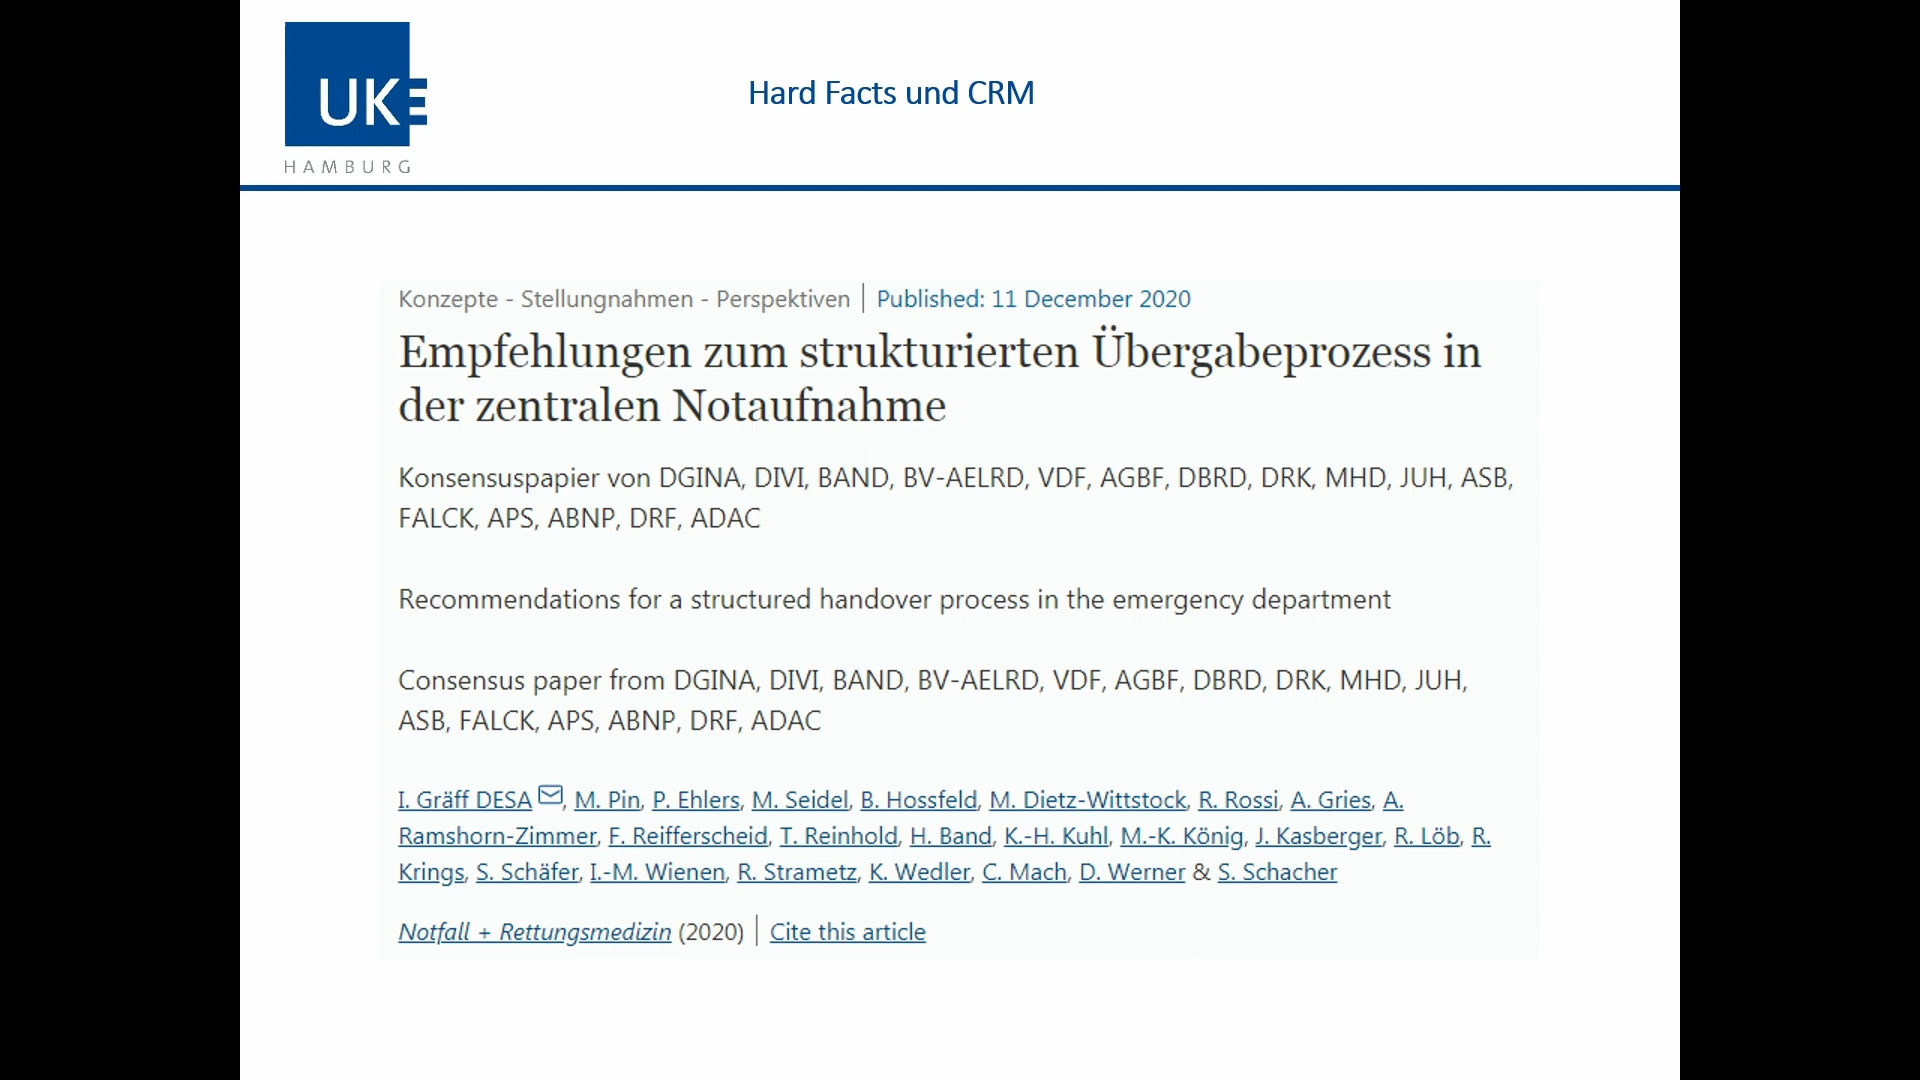 UKE
HAMBURG
Hard Facts und CRM
Konzepte - Stellungnahmen - Perspektiven | Published: 11 December 2020
Empfehlungen zum strukturierten Übergabeprozess in
der zentralen Notaufnahme
Konsensuspapier von DGINA, DIVI, BAND, BV-AELRD, VDF, AGBF, DBRD, DRK, MHD, JUH, ASB,
FALCK, APS, ABNP, DRF, ADAC
Recommendations for a structured handover process in the emergency department
Consensus paper from DGINA, DIVI, BAND, BV-AELRD, VDF, AGBF, DBRD, DRK, MHD, JUH,
ASB, FALCK, APS, ABNP, DRF, ADAC
I. Gräff DESA, M. Pin, P. Ehlers, M. Seidel, B. Hossfeld, M. Dietz-Wittstock, R. Rossi, A. Gries, A.
Ramshorn-Zimmer, F. Reifferscheid, T. Reinhold, H. Band, K.-H. Kuhl, M.-K. König, J. Kasberger, R. Löb, R.
Krings, S. Schäfer, I.-M. Wienen, R. Strametz, K. Wedler, C. Mach, D. Werner & S. Schacher
Notfall + Rettungsmedizin (2020) | Cite this article